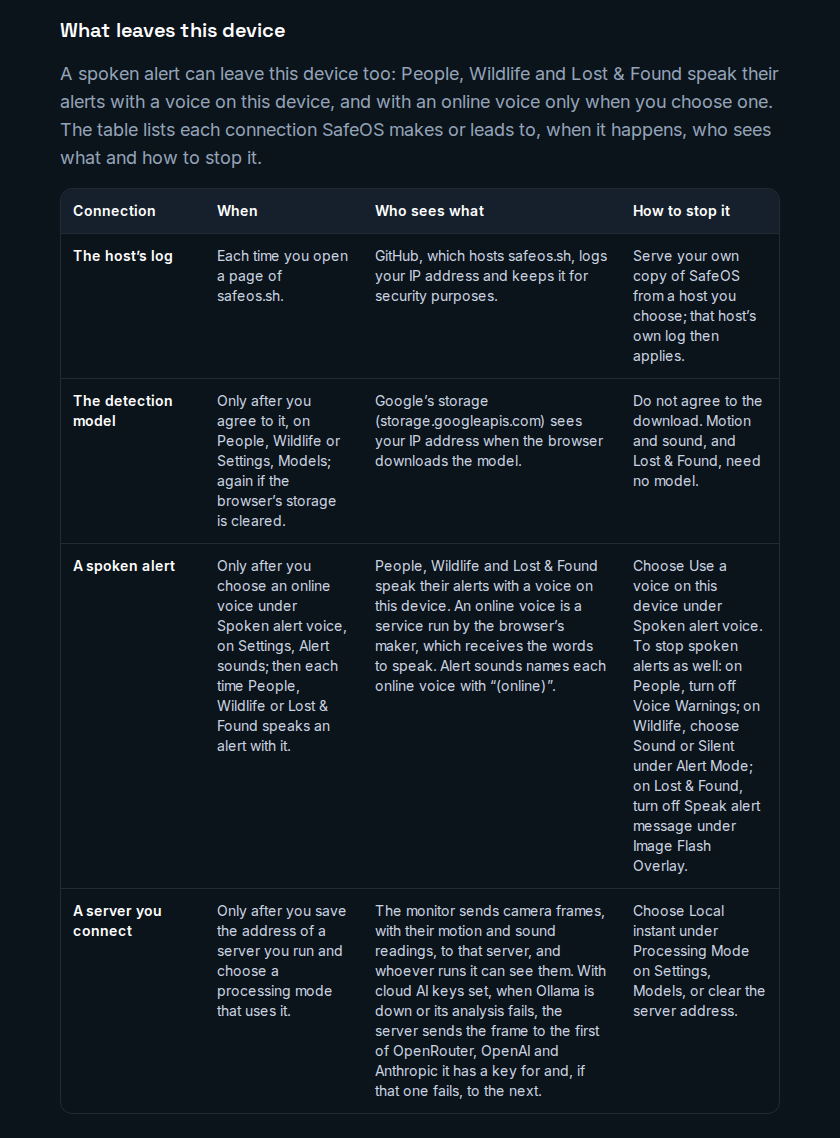 What leaves this device
A spoken alert can leave this device too: People, Wildlife and Lost & Found speak their
alerts with a voice on this device, and with an online voice only when you choose one.
The table lists each connection SafeOS makes or leads to, when it happens, who sees
what and how to stop it.
Connection
When
Who sees what
How to stop it
The host’s log
Each time you open
a page of
safeos.sh.
GitHub, which hosts safeos.sh, logs
your IP address and keeps it for
security purposes.
Serve your own
copy of SafeOS
from a host you
choose; that host’s
own log then
applies.
The detection
model
Only after you
agree to it, on
People, Wildlife or
Settings, Models;
again if the
browser’s storage
is cleared.
Google’s storage
(storage.googleapis.com) sees
your IP address when the browser
downloads the model.
Do not agree to the
download. Motion
and sound, and
Lost & Found, need
no model.
A spoken alert
Only after you
choose an online
voice under
Spoken alert voice,
on Settings, Alert
sounds; then each
time People,
Wildlife or Lost &
Found speaks an
alert with it.
People, Wildlife and Lost & Found
speak their alerts with a voice on
this device. An online voice is a
service run by the browser’s
maker, which receives the words
to speak. Alert sounds names each
online voice with “(online)”.
Choose Use a
voice on this
device under
Spoken alert voice.
To stop spoken
alerts as well: on
People, turn off
Voice Warnings; on
Wildlife, choose
Sound or Silent
under Alert Mode;
on Lost & Found,
turn off Speak alert
message under
Image Flash
Overlay.
A server you
connect
Only after you save
the address of a
server you run and
choose a
processing mode
that uses it.
The monitor sends camera frames,
with their motion and sound
readings, to that server, and
whoever runs it can see them. With
cloud AI keys set, when Ollama is
down or its analysis fails, the
server sends the frame to the first
of OpenRouter, OpenAI and
Anthropic it has a key for and, if
that one fails, to the next.
Choose Local
instant under
Processing Mode
on Settings,
Models, or clear the
server address.